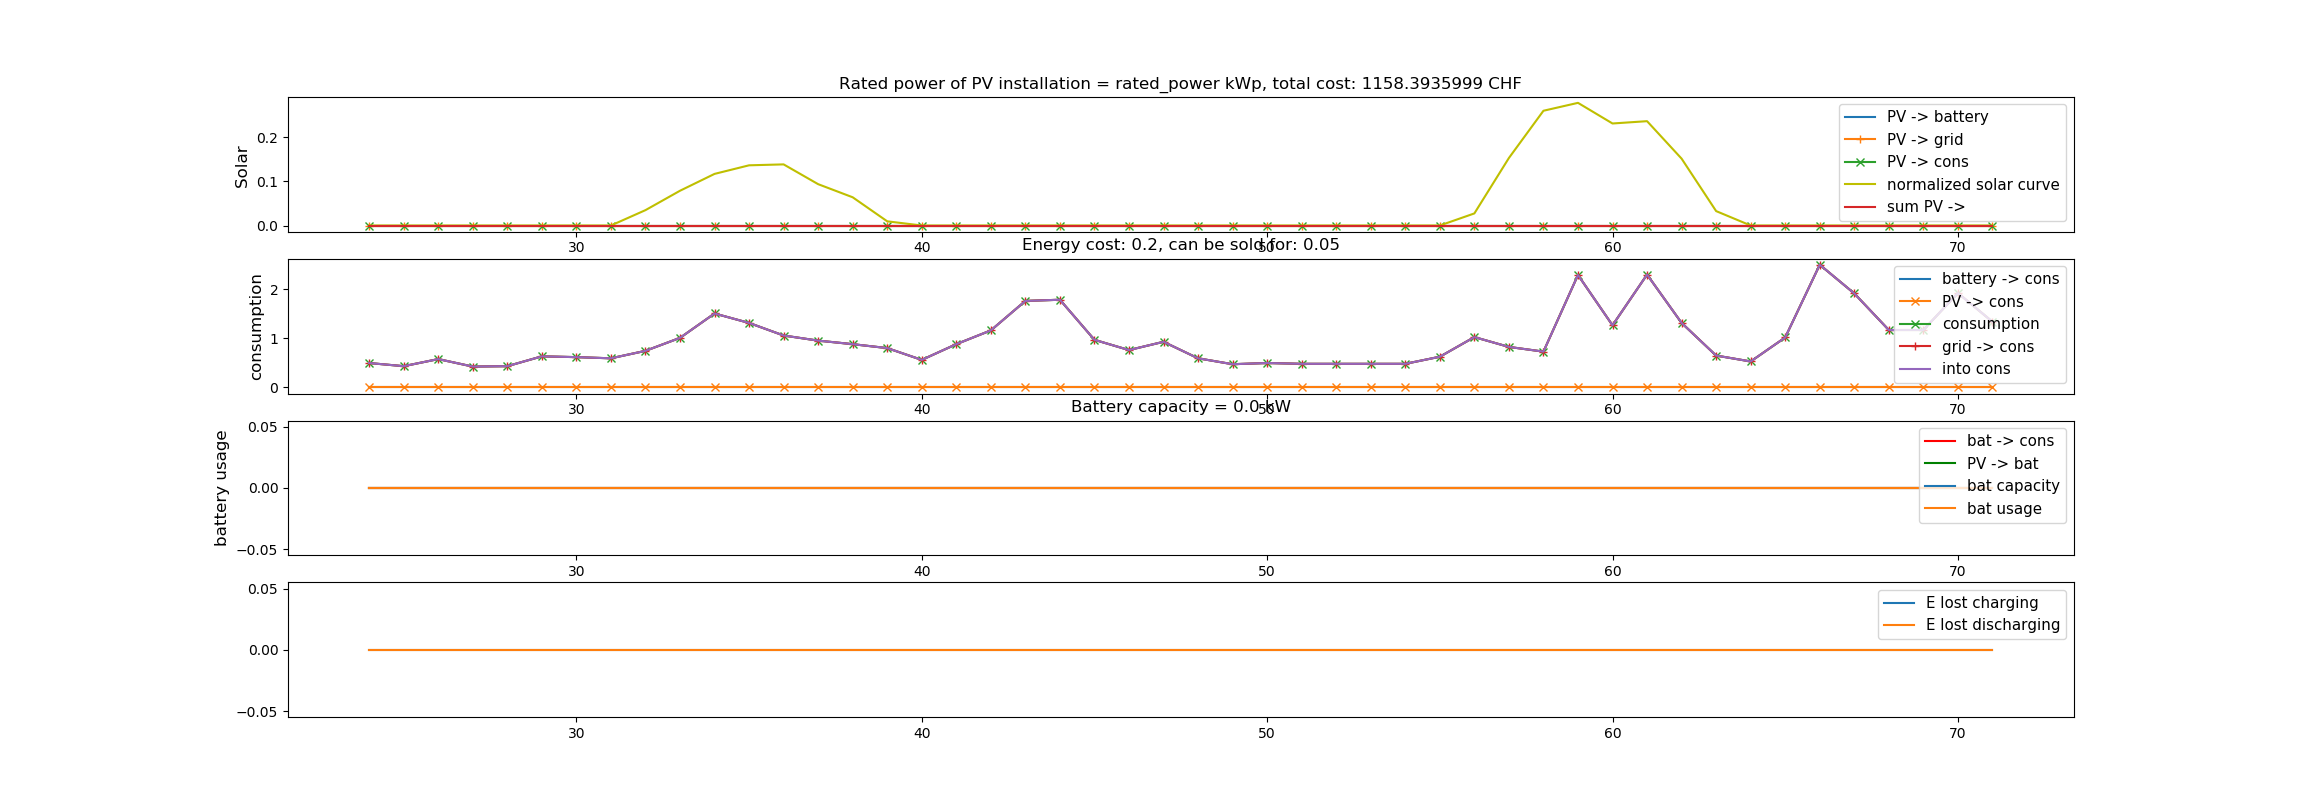 Rated power of PV installation = rated_power kWp, total cost: 1158.3935999 CHF
Solar
0.2
0.1
0.0
PV -> battery
PV -> grid
PV -> cons
normalized solar curve
sum PV ->
30 40 50 60 70
Energy cost: 0.2, can be sold for: 0.05
consumption
2
1
0
battery -> cons
PV -> cons
consumption
grid -> cons
into cons
30 40 50 60 70
Battery capacity = 0.0 kW
battery usage
0.05
0.00
−0.05
bat -> cons
PV -> bat
bat capacity
bat usage
30 40 50 60 70
0.05
0.00
−0.05
E lost charging
E lost discharging
30 40 50 60 70